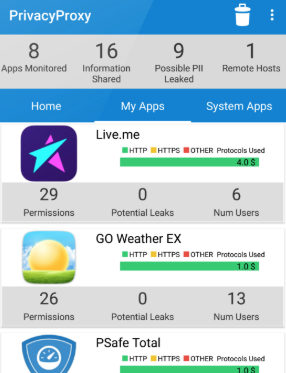 PrivacyProxy
8 16 9 1
Apps Monitored Information Shared Possible PII Leaked Remote Hosts
Home My Apps System Apps
Live.me
HTTP HTTPS OTHER Protocols Used
4.0 $
29 0 6
Permissions Potential Leaks Num Users
GO Weather EX
HTTP HTTPS OTHER Protocols Used
1.0 $
26 0 13
Permissions Potential Leaks Num Users
PSafe Total
HTTP HTTPS OTHER Protocols Used
1.0 $